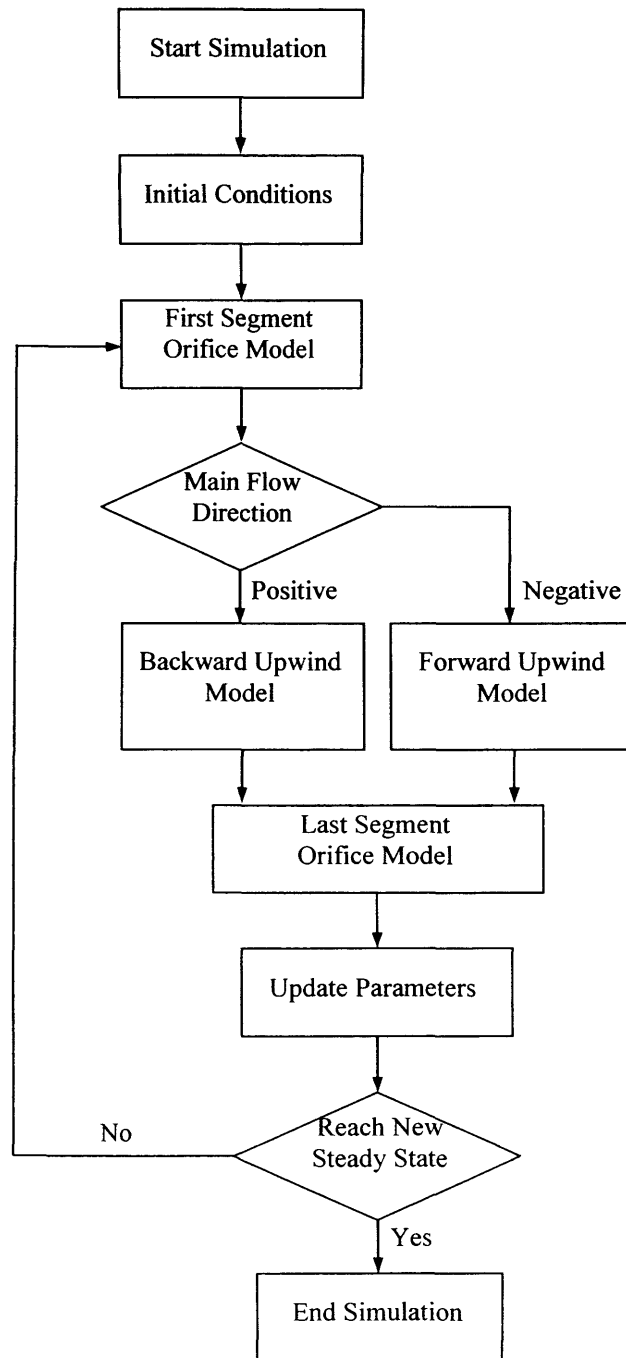 Start Simulation
Initial Conditions
First Segment
Orifice Model
Main Flow
Direction
Positive
Negative
Backward Upwind
Model
Forward Upwind
Model
Last Segment
Orifice Model
Update Parameters
Reach New
Steady State
No
Yes
End Simulation